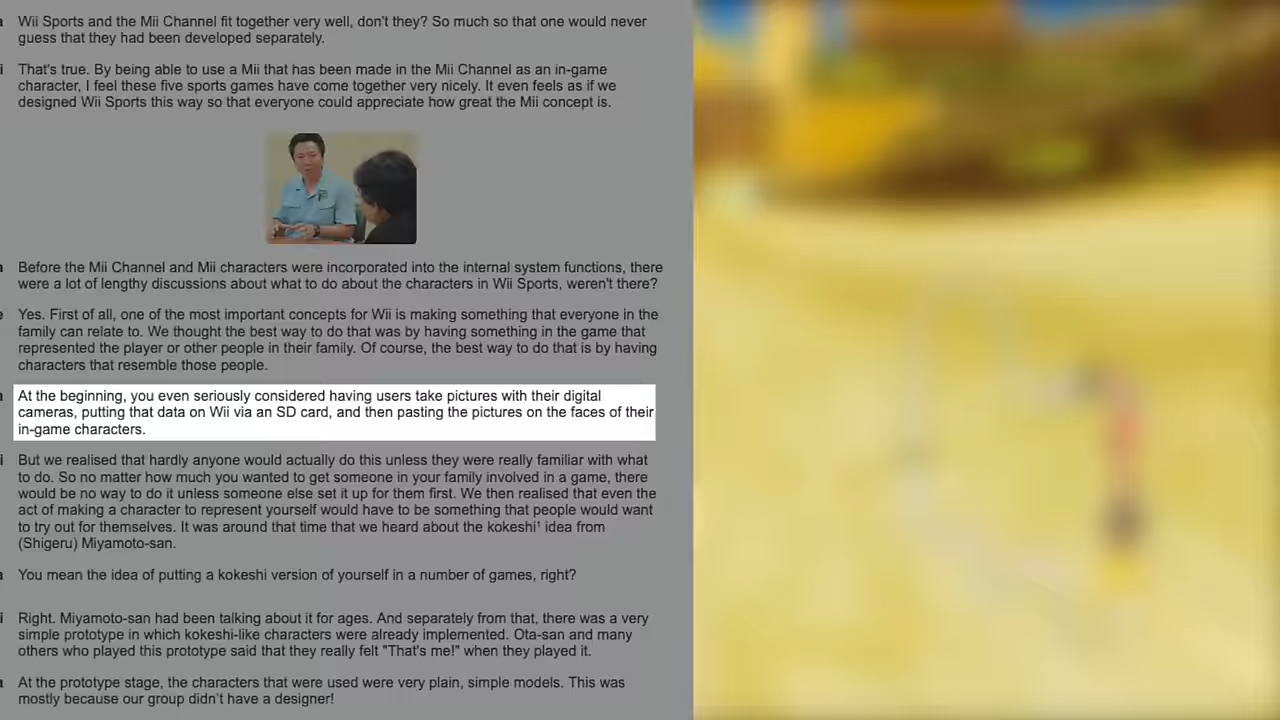 a Wii Sports and the Mii Channel fit together very well, don't they? So much so that one would never
guess that they had been developed separately.
i That's true. By being able to use a Mii that has been made in the Mii Channel as an in-game
character, I feel these five sports games have come together very nicely. It even feels as if we
designed Wii Sports this way so that everyone could appreciate how great the Mii concept is.
a Before the Mii Channel and Mii characters were incorporated into the internal system functions, there
were a lot of lengthy discussions about what to do about the characters in Wii Sports, weren't there?
e Yes. First of all, one of the most important concepts for Wii is making something that everyone in the
family can relate to. We thought the best way to do that was by having something in the game that
represented the player or other people in their family. Of course, the best way to do that is by having
characters that resemble those people.
a At the beginning, you even seriously considered having users take pictures with their digital
cameras, putting that data on Wii via an SD card, and then pasting the pictures on the faces of their
in-game characters.
i But we realised that hardly anyone would actually do this unless they were really familiar with what
to do. So no matter how much you wanted to get someone in your family involved in a game, there
would be no way to do it unless someone else set it up for them first. We then realised that even the
act of making a character to represent yourself would have to be something that people would want
to try out for themselves. It was around that time that we heard about the kokeshi¹ idea from
(Shigeru) Miyamoto-san.
a You mean the idea of putting a kokeshi version of yourself in a number of games, right?
i Right. Miyamoto-san had been talking about it for ages. And separately from that, there was a very
simple prototype in which kokeshi-like characters were already implemented. Ota-san and many
others who played this prototype said that they really felt "That's me!" when they played it.
a At the prototype stage, the characters that were used were very plain, simple models. This was
mostly because our group didn't have a designer!